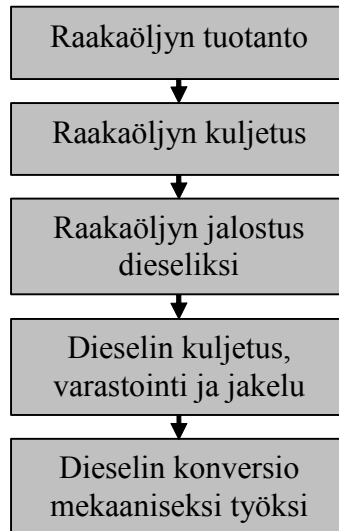 Raakaöljyn tuotanto
Raakaöljyn kuljetus
Raakaöljyn jalostus
dieseliksi
Dieselin kuljetus,
varastointi ja jakelu
Dieselin konversio
mekaaniseksi työksi